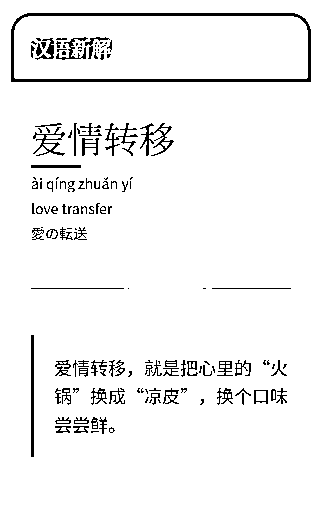 汉语新解
爱情转移
ài qíng zhuǎn yí
love transfer
愛の転送
爱情转移，就是把心里的“火
锅”换成“凉皮”，换个口味
尝尝鲜。